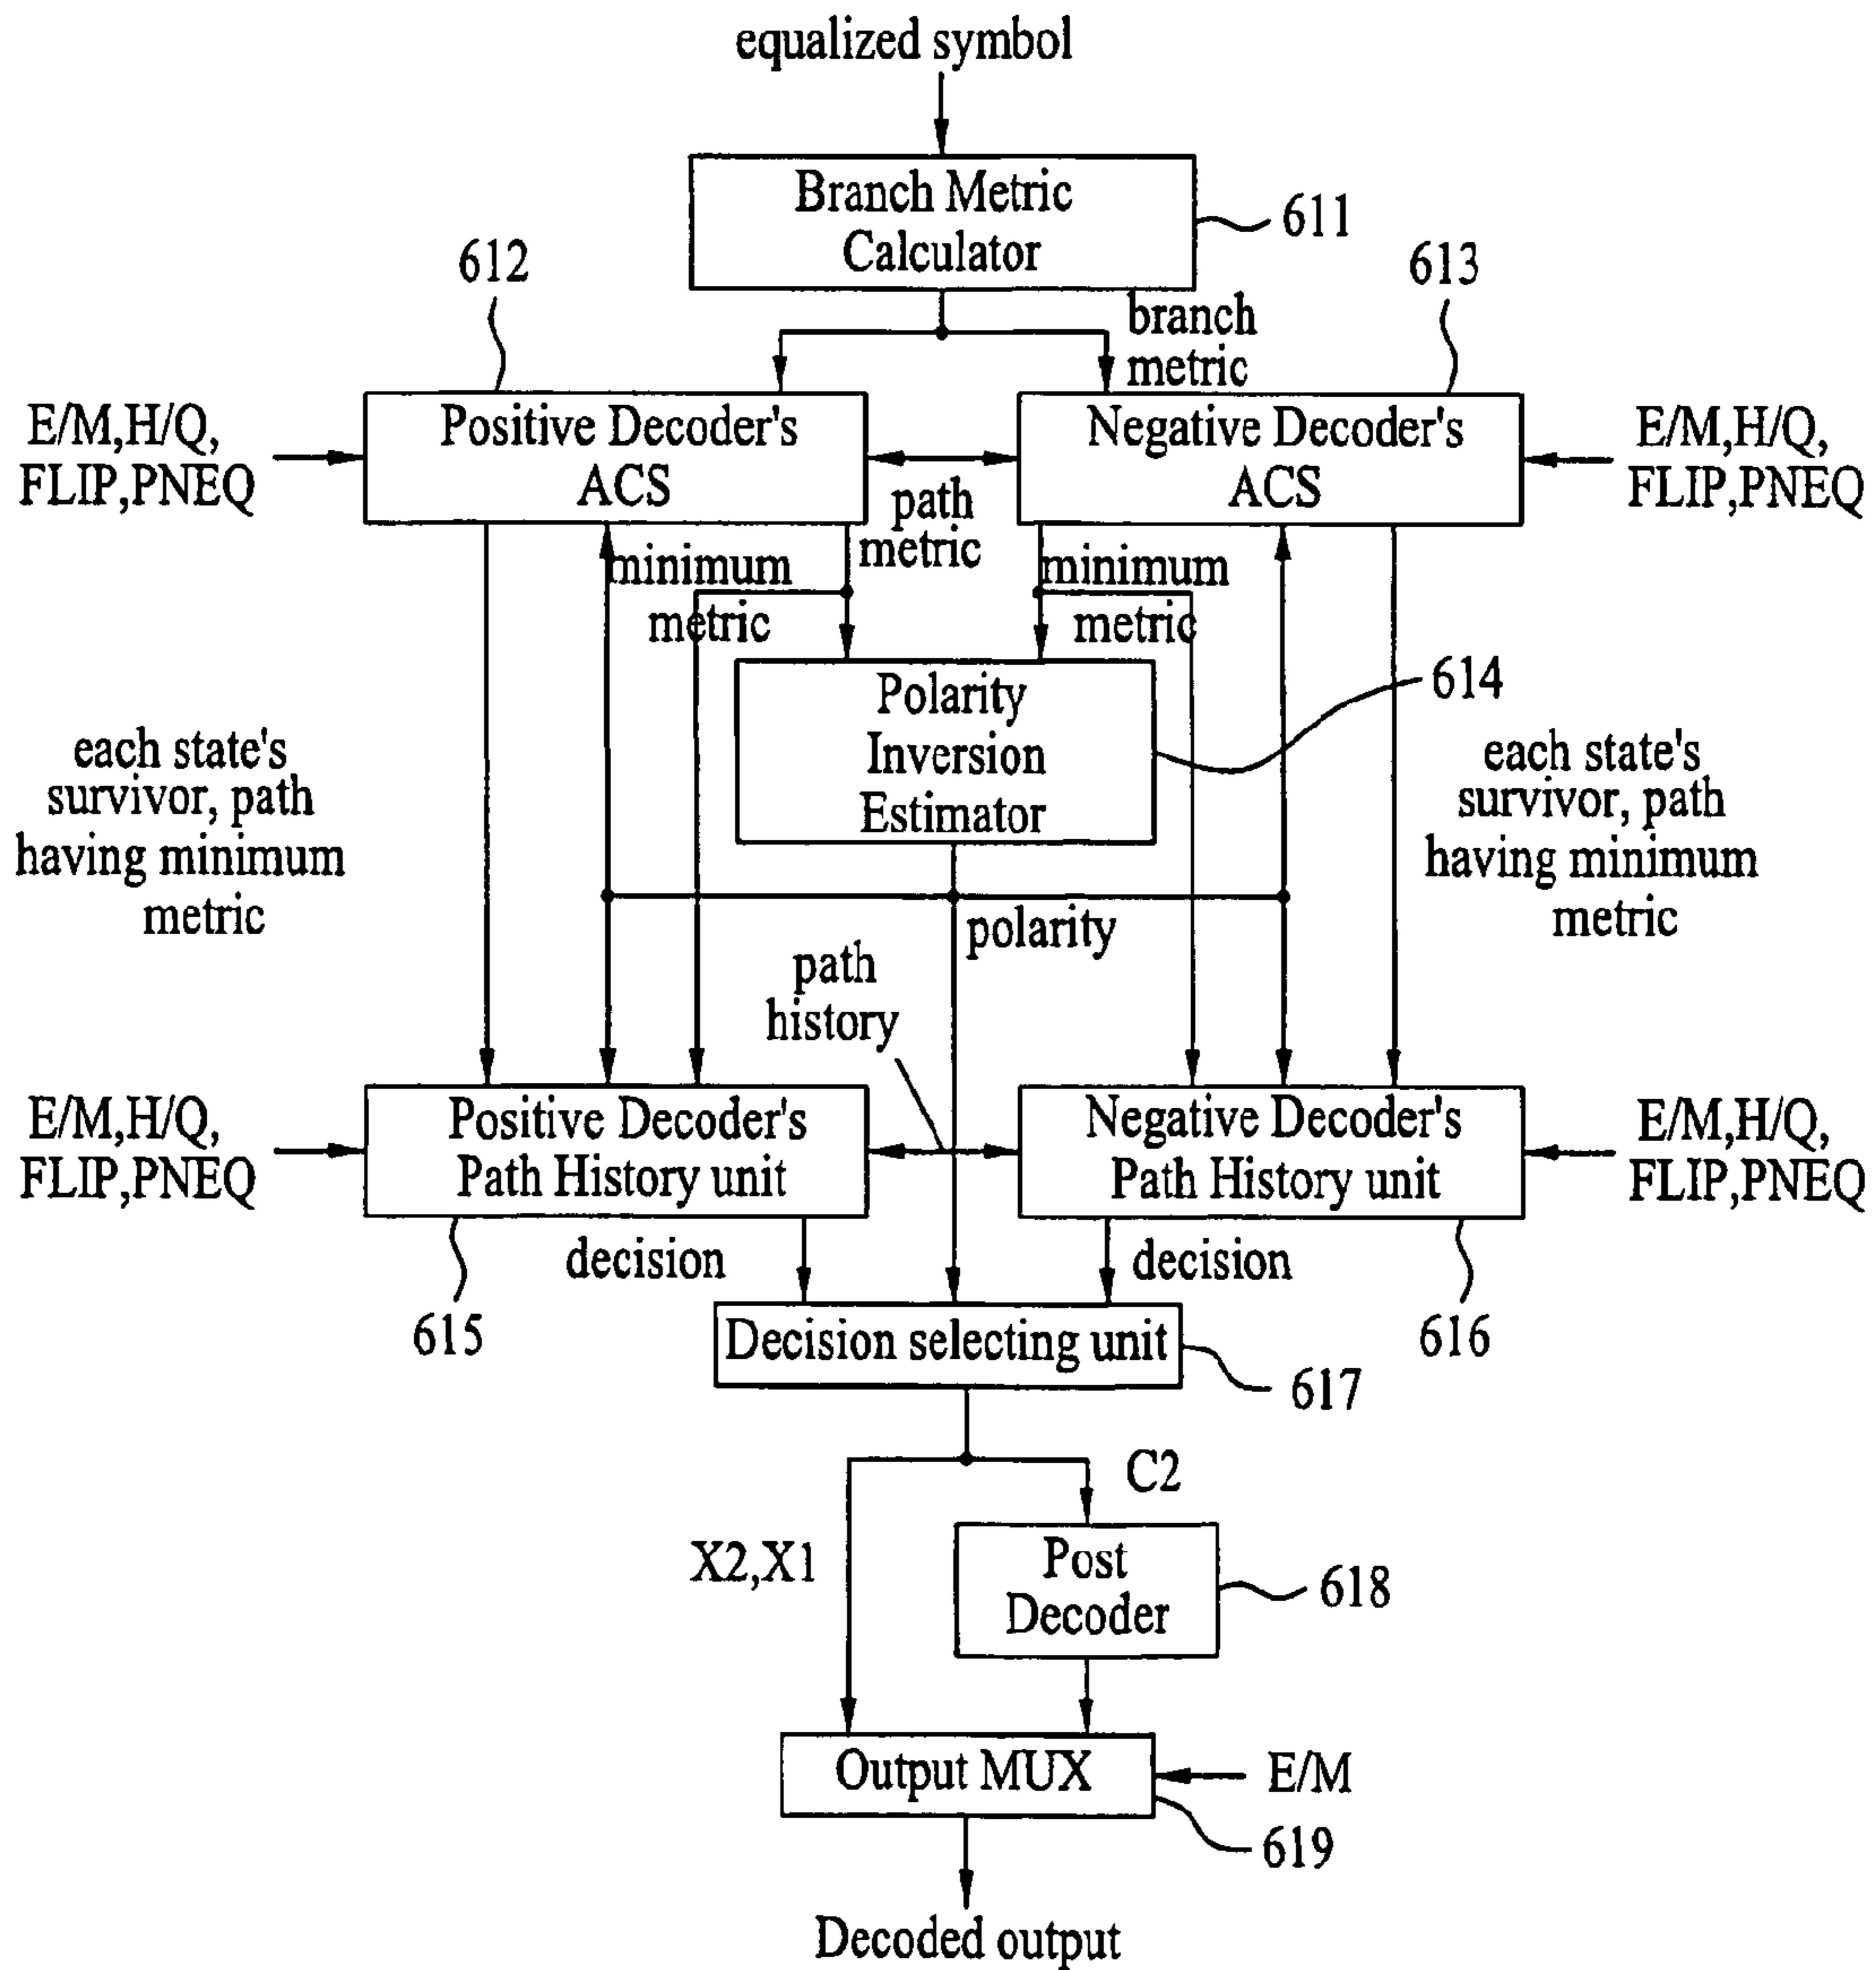 equalized symbol
Branch Metric
Calculator
611
612
613
branch
metric
E/M,H/Q,
FLIP,PNEQ
Positive Decoder's
ACS
path
metric
Negative Decoder's
ACS
E/M,H/Q,
FLIP,PNEQ
minimum
metric
minimum
metric
Polarity
Inversion
Estimator
614
each state's
survivor, path
having minimum
metric
each state's
survivor, path
having minimum
metric
polarity
path
history
E/M,H/Q,
FLIP,PNEQ
Positive Decoder's
Path History unit
Negative Decoder's
Path History unit
E/M,H/Q,
FLIP,PNEQ
decision
decision
615
616
Decision selecting unit
617
C2
X2,X1
Post
Decoder
618
Output MUX
E/M
619
Decoded output